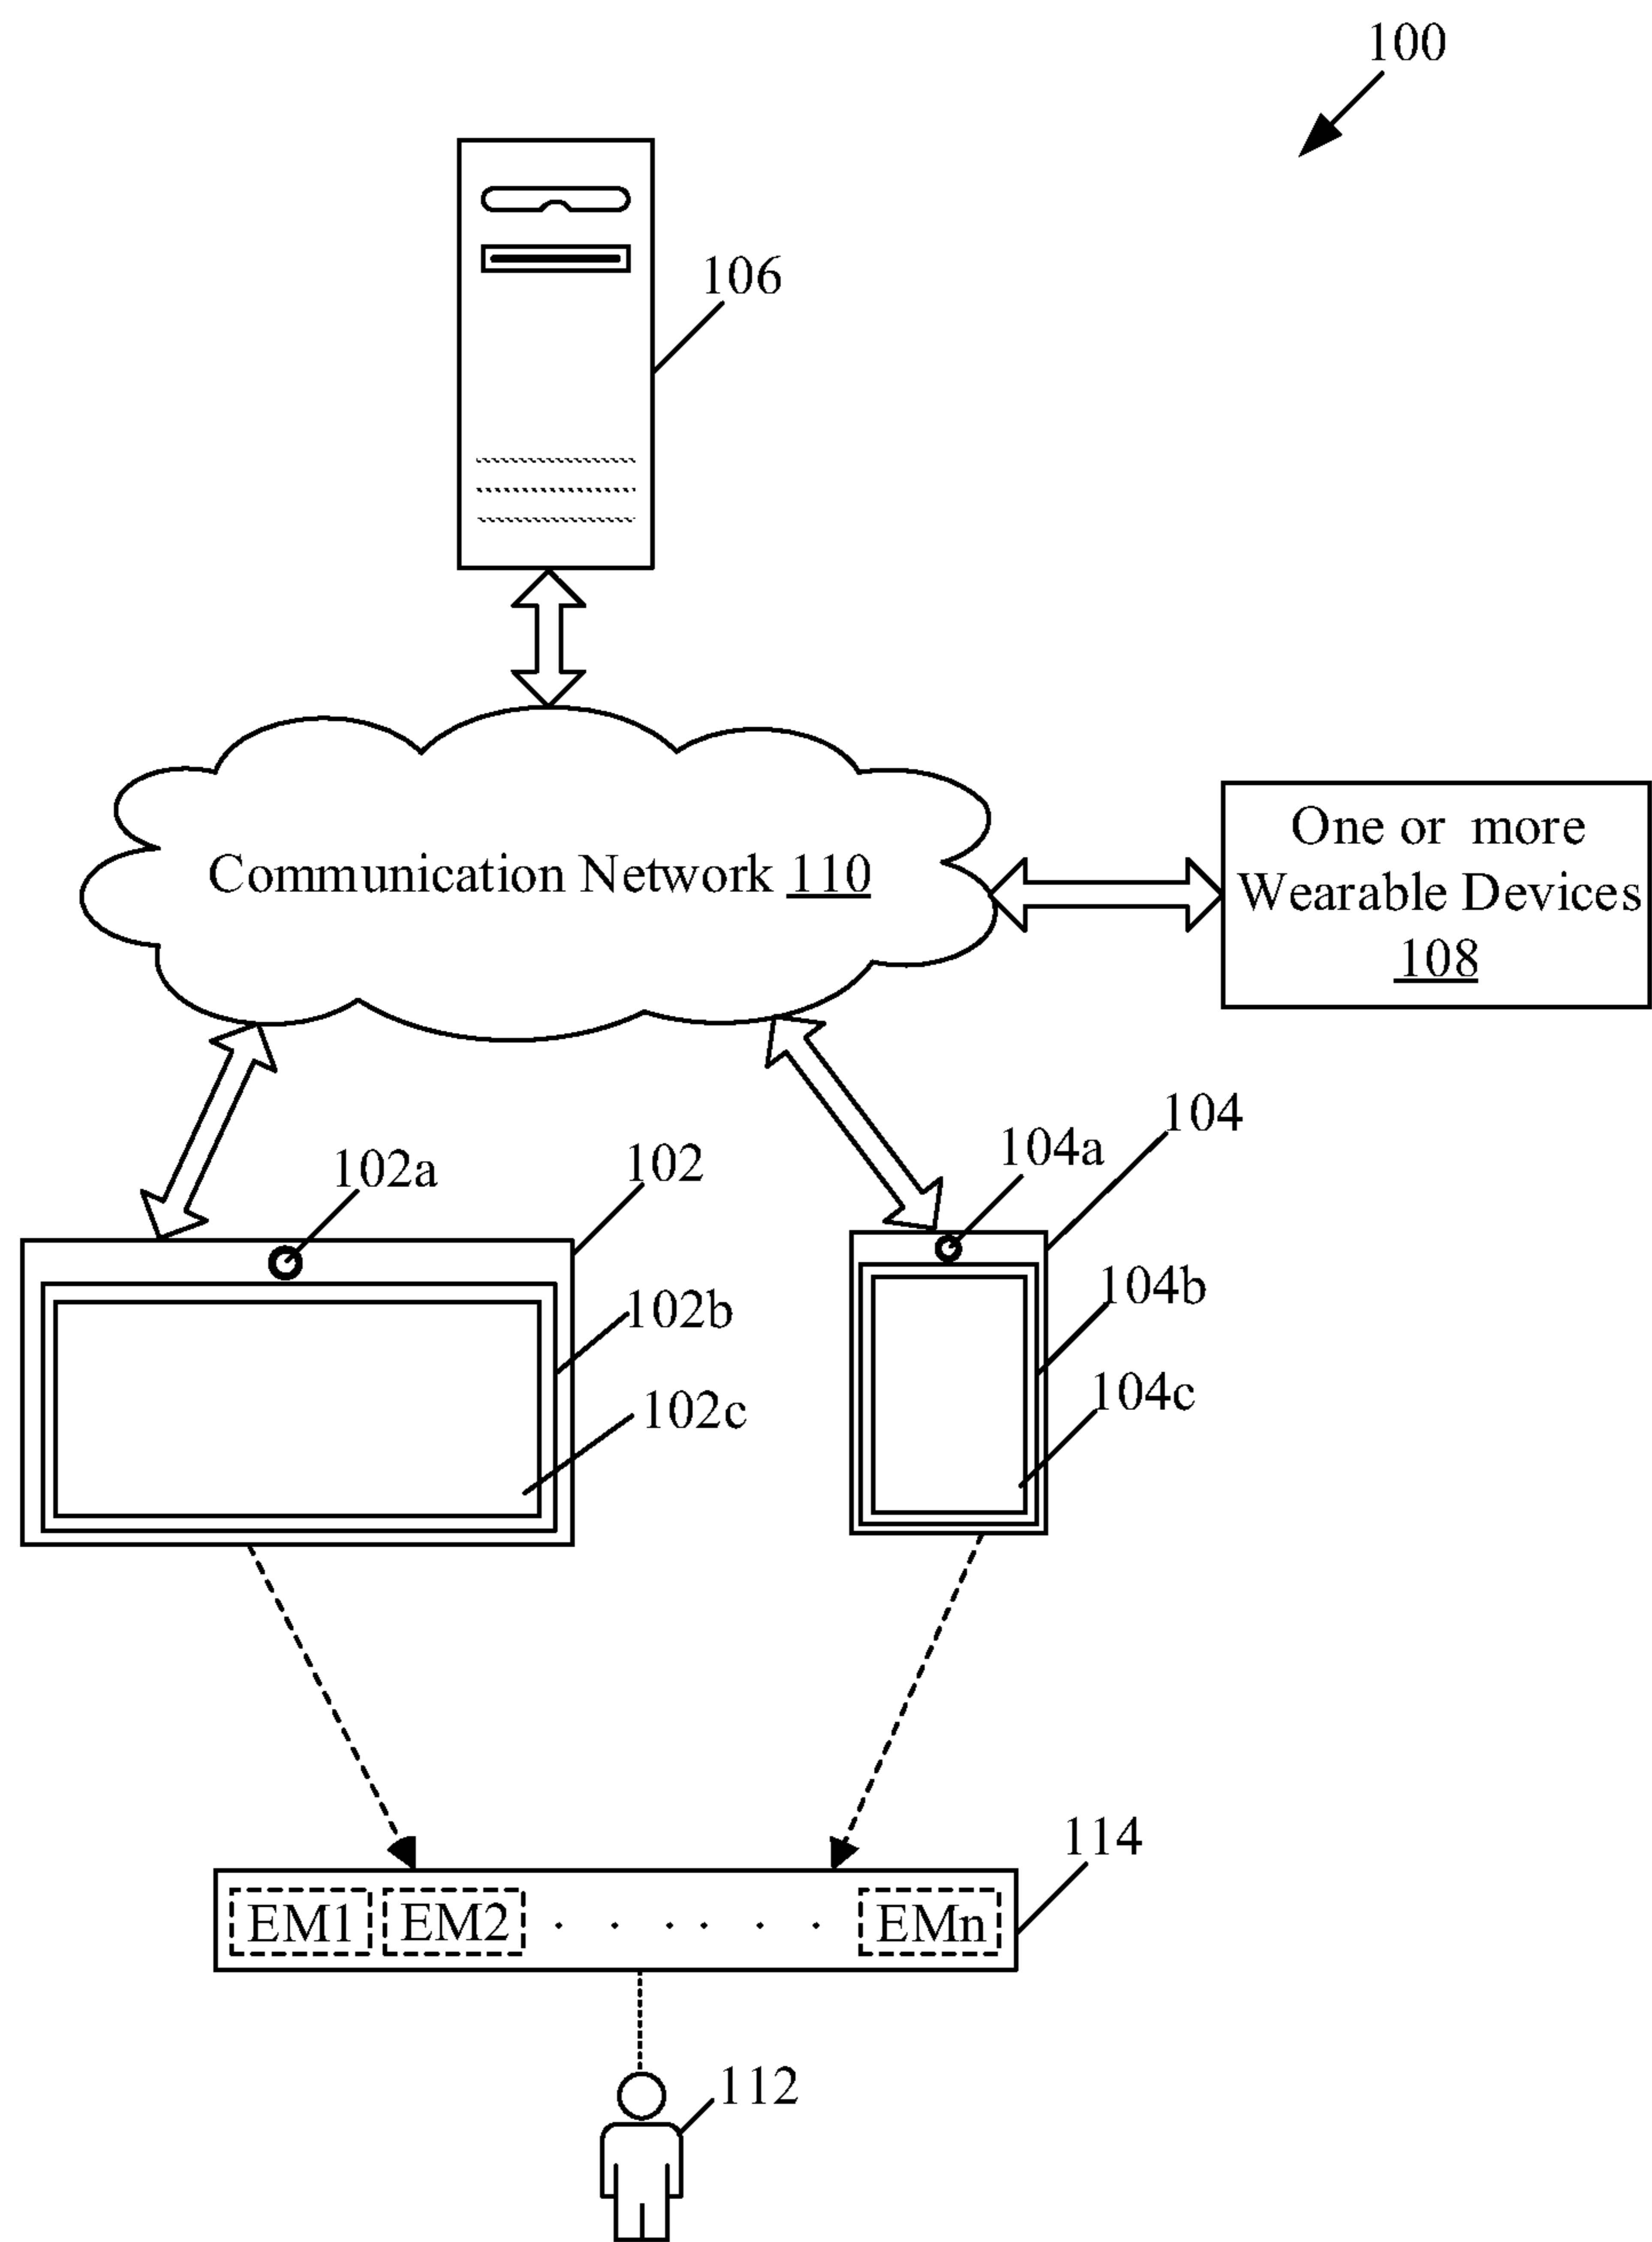 100
106
Communication Network 110
One or more
Wearable Devices
108
102a
102
104a
104
102b
104b
102c
104c
114
EM1 EM2 . . . . . . EMn
112